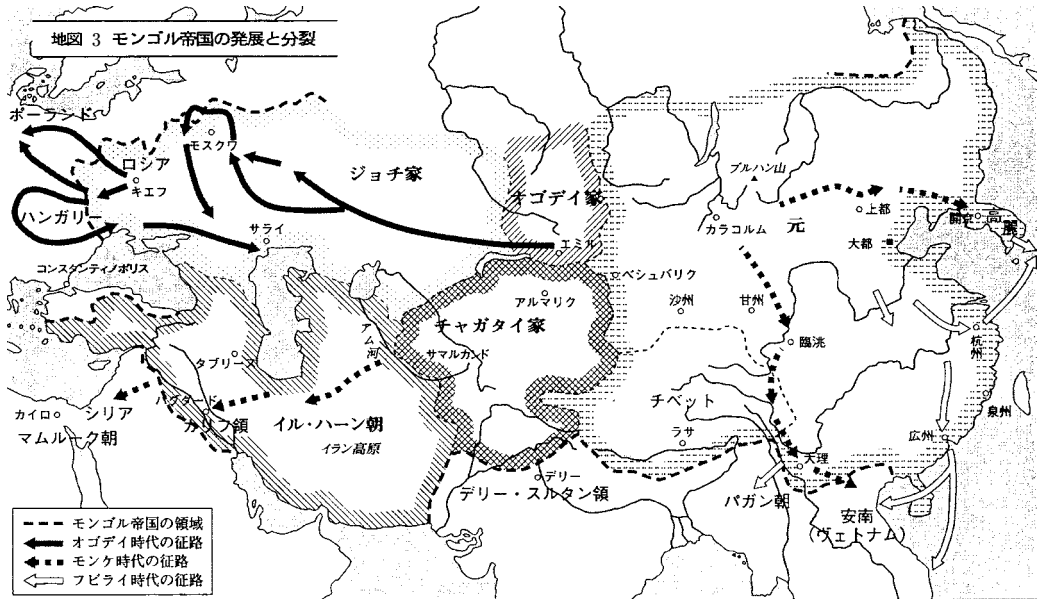 地図 3 モンゴル帝国の発展と分裂
ポーランド
モスクワ
ロシア
キエフ
ハンガリー
ジョチ家
オゴデイ家
ブルハン山
カラコルム
元
上都
大都
開京
高麗
サライ
エミル
コンスタンティノポリス
ベシュバリク
アルマリク
チャガタイ家
沙州
甘州
サマルカンド
アム河
臨洮
杭州
タブリーズ
バグダード
カリフ領
イル・ハーン朝
イラン高原
カイロ
シリア
マムルーク朝
チベット
ラサ
泉州
広州
大理
デリー
デリー・スルタン領
パガン朝
安南
(ヴェトナム)
モンゴル帝国の領域
オゴデイ時代の征路
モンケ時代の征路
フビライ時代の征路